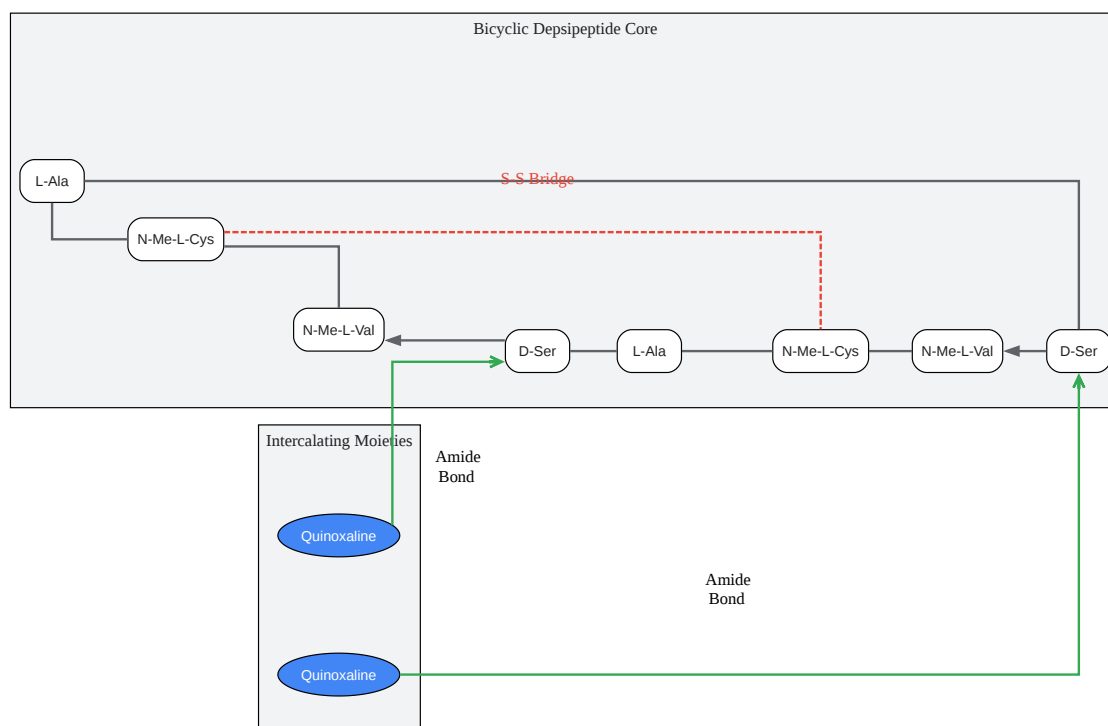 Bicyclic Depsipeptide Core
S-S Bridge
L-Ala
N-Me-L-Cys
N-Me-L-Val
D-Ser
L-Ala
N-Me-L-Cys
N-Me-L-Val
D-Ser
Intercalating Moieties
Amide
Bond
Quinoxaline
Amide
Bond
Quinoxaline